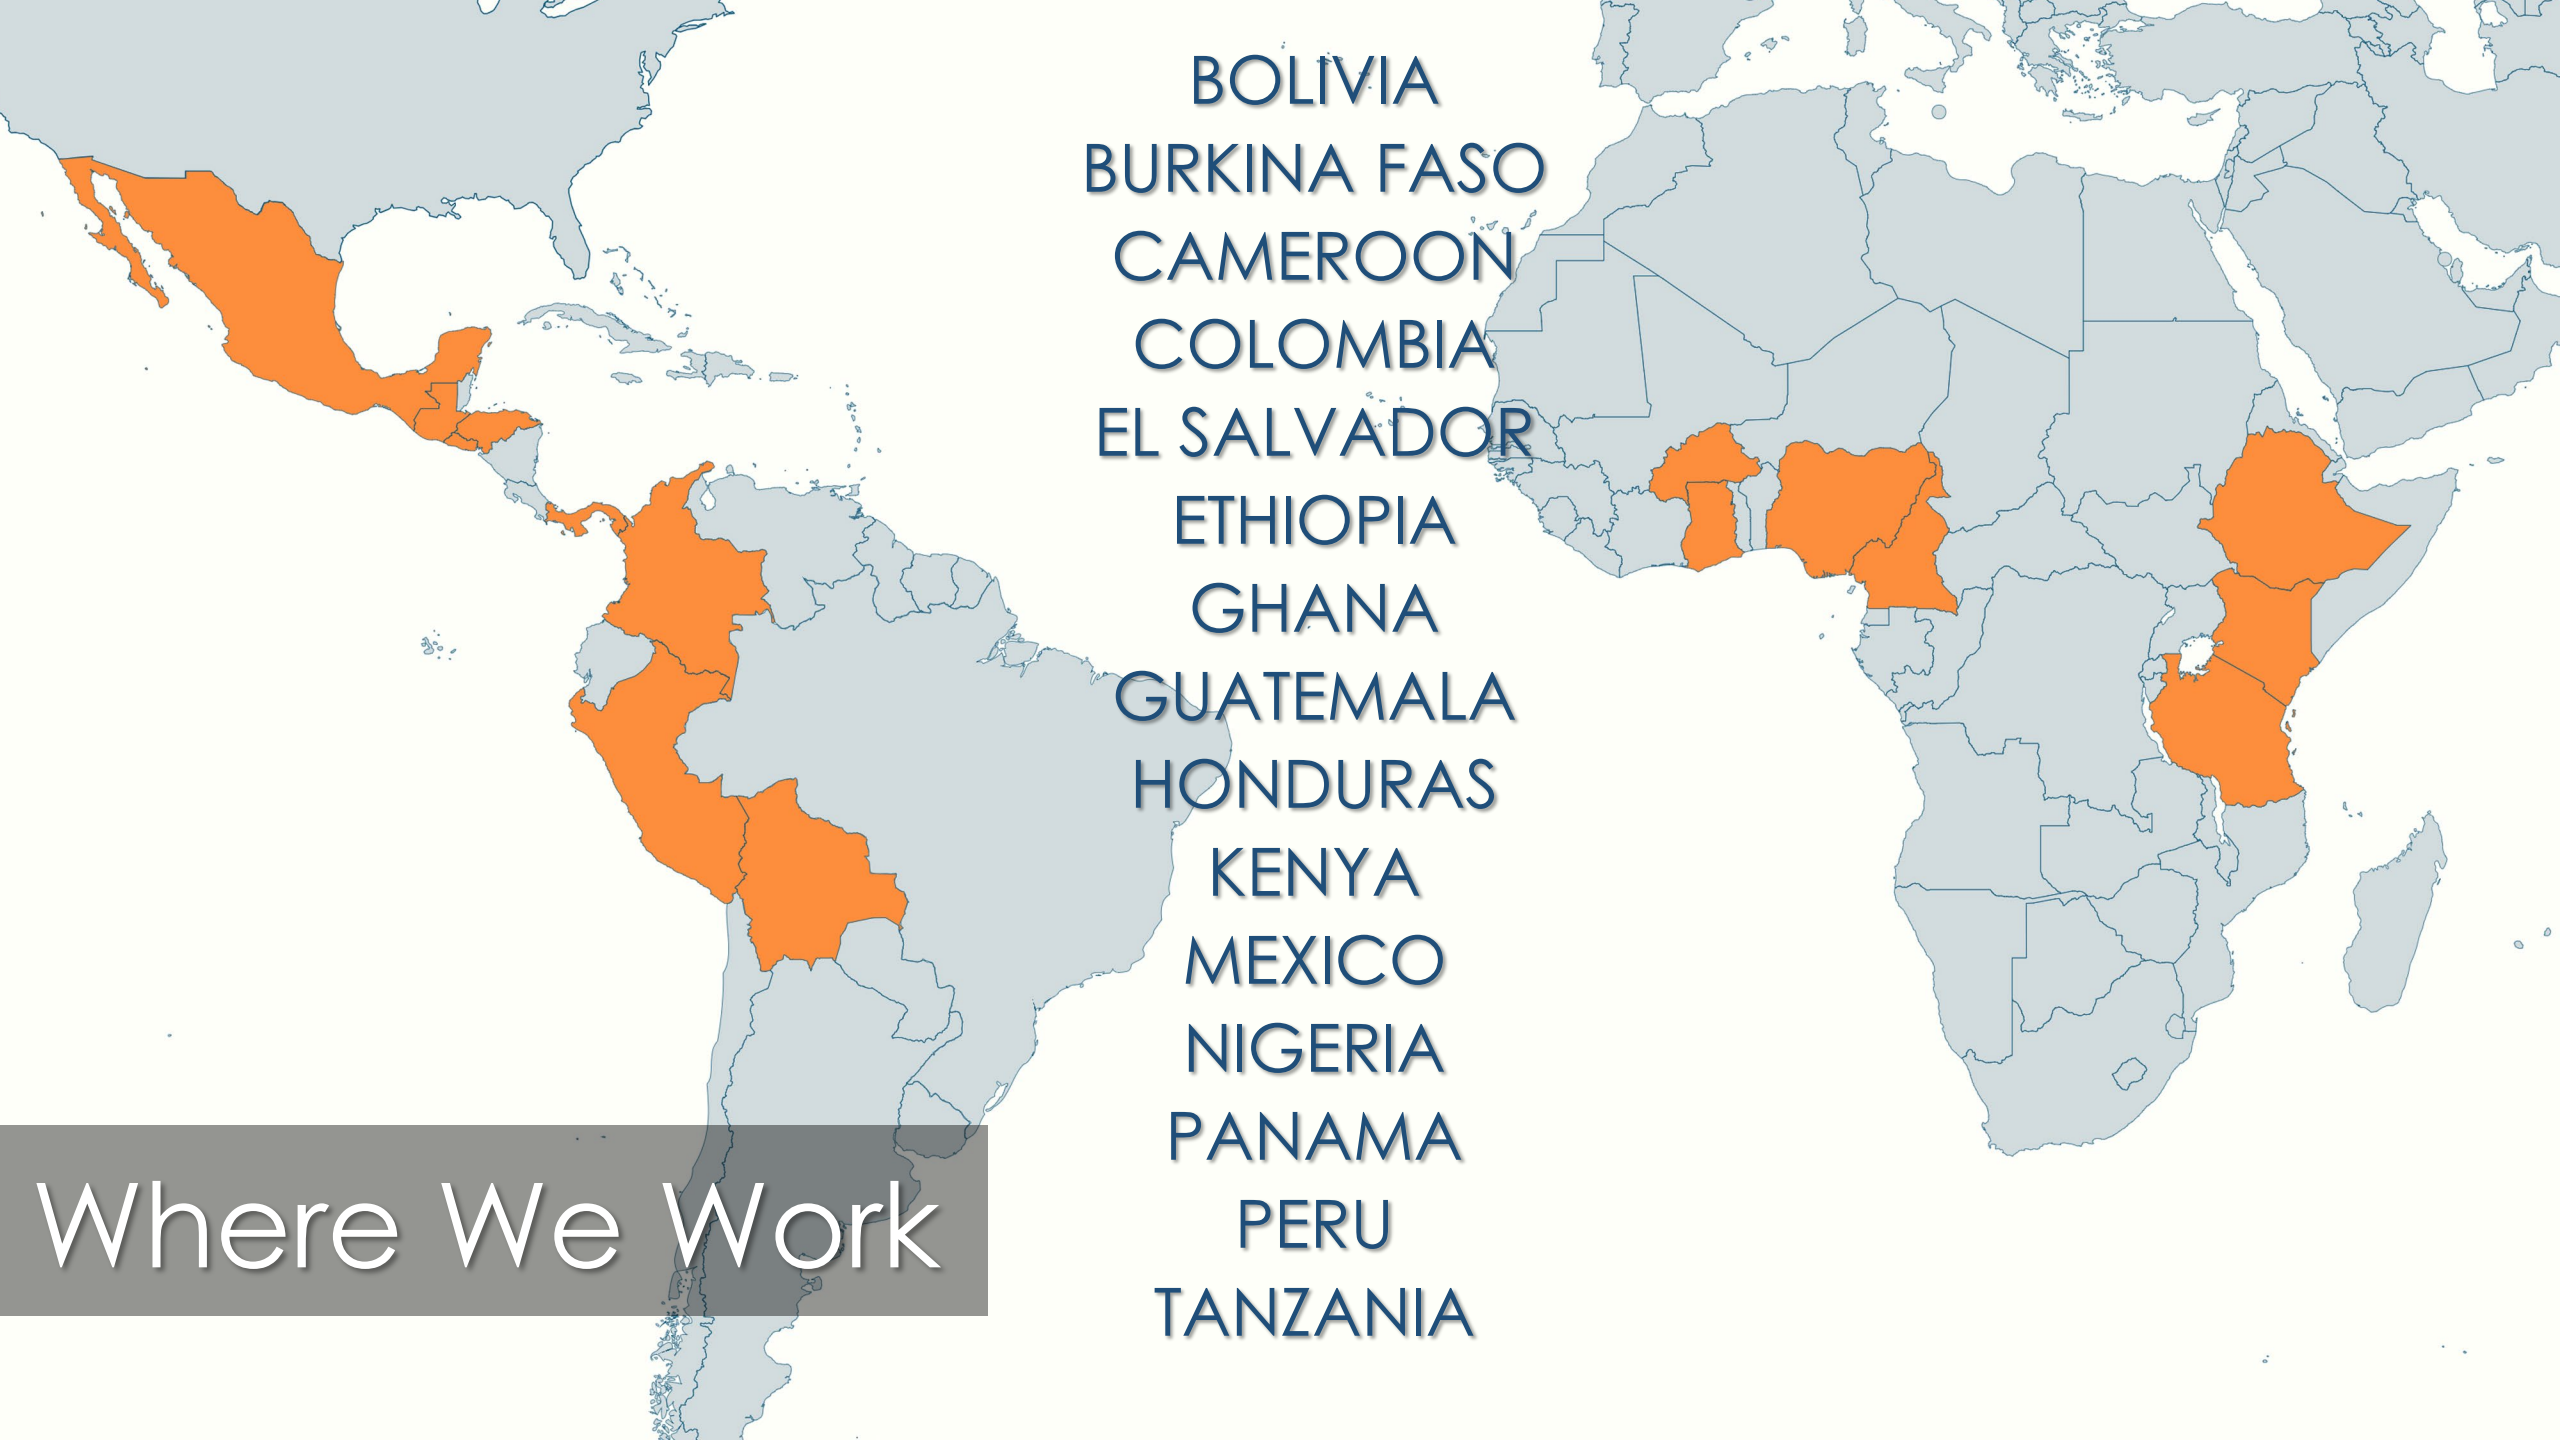 BOLIVIA
BURKINA FASO
CAMEROON
COLOMBIA
EL SALVADOR
ETHIOPIA
GHANA
GUATEMALA
HONDURAS
KENYA
MEXICO
NIGERIA
PANAMA
PERU
TANZANIA
Where We Work